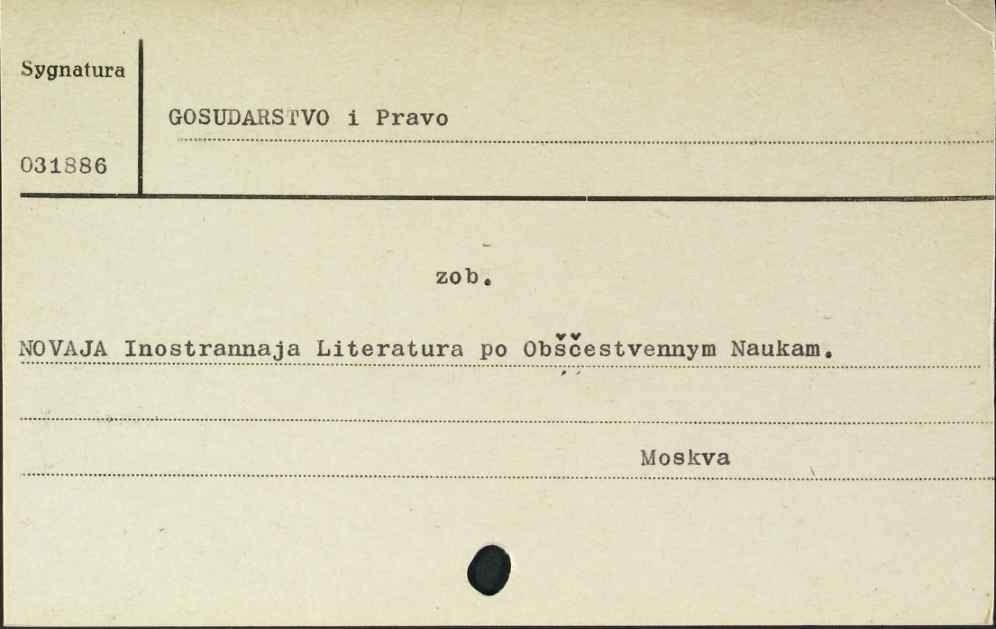 Sygnatura
GOSUDARSTVO i Pravo
031886
zob.
NOVAJA Inostrannaja Literatura po Obščestvennym Naukam.
Moskva